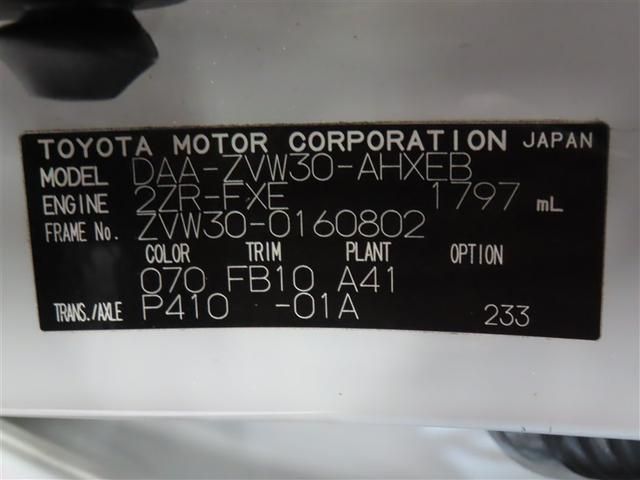 TOYOTA MOTOR CORPORATION JAPAN
MODEL DAA-ZVW30-AHXEB
ENGINE 2ZR-FXE 1797 mL
FRAME No. ZVW30-0160802
COLOR TRIM PLANT OPTION
070 FB10 A41
TRANS./AXLE P410 -01A 233